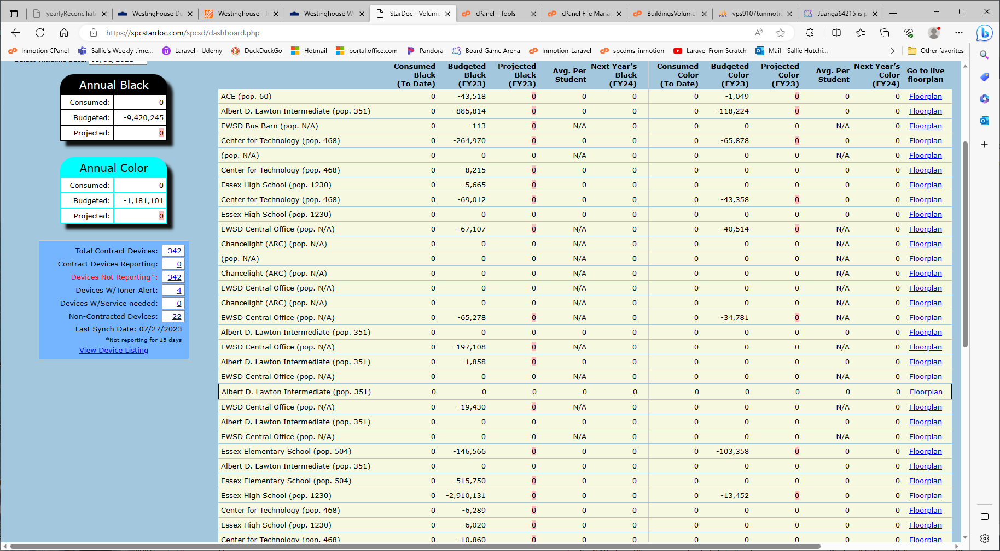 yearlyReconciliati
Westinghouse Du
Westinghouse - I
Westinghouse W
StarDoc - Volume
cPanel - Tools
cPanel File Mana
BuildingsVolume
vps91076.inmotio
Juanga64215 is p
https://spcstardoc.com/spcsd/dashboard.php
Inmotion CPanel
Sallie's Weekly time...
Laravel - Udemy
DuckDuckGo
Hotmail
portal.office.com
Pandora
Board Game Arena
Inmotion-Laravel
spcdms_inmotion
Laravel From Scratch
Mail - Sallie Hutchi...
Other favorites
Annual Black
Consumed: 0
Budgeted: -9,420,245
Projected: 0
Annual Color
Consumed: 0
Budgeted: -1,181,101
Projected: 0
Total Contract Devices: 342
Contract Devices Reporting: 0
Devices Not Reporting*: 342
Devices W/Toner Alert: 4
Devices W/Service needed: 0
Non-Contracted Devices: 22
Last Synch Date: 07/27/2023
*Not reporting for 15 days
View Device Listing
Consumed Black (To Date)
Budgeted Black (FY23)
Projected Black (FY23)
Avg. Per Student
Next Year's Black (FY24)
Consumed Color (To Date)
Budgeted Color (FY23)
Projected Color (FY23)
Avg. Per Student
Next Year's Color (FY24)
Go to live floorplan
ACE (pop. 60) 0 -43,518 0 0 0 0 -1,049 0 0 0 Floorplan
Albert D. Lawton Intermediate (pop. 351) 0 -885,814 0 0 0 0 -118,224 0 0 0 Floorplan
EWSD Bus Barn (pop. N/A) 0 -113 0 N/A 0 0 0 0 N/A 0 Floorplan
Center for Technology (pop. 468) 0 -264,970 0 0 0 0 -65,878 0 0 0 Floorplan
(pop. N/A) 0 0 0 N/A 0 0 0 0 N/A 0 Floorplan
Center for Technology (pop. 468) 0 -8,215 0 0 0 0 0 0 0 0 Floorplan
Essex High School (pop. 1230) 0 -5,665 0 0 0 0 0 0 0 0 Floorplan
Center for Technology (pop. 468) 0 -69,012 0 0 0 0 -43,358 0 0 0 Floorplan
Essex High School (pop. 1230) 0 0 0 0 0 0 0 0 0 0 Floorplan
EWSD Central Office (pop. N/A) 0 -67,107 0 N/A 0 0 -40,514 0 N/A 0 Floorplan
Chancelight (ARC) (pop. N/A) 0 0 0 N/A 0 0 0 0 N/A 0 Floorplan
(pop. N/A) 0 0 0 N/A 0 0 0 0 N/A 0 Floorplan
Chancelight (ARC) (pop. N/A) 0 0 0 N/A 0 0 0 0 N/A 0 Floorplan
EWSD Central Office (pop. N/A) 0 0 0 N/A 0 0 0 0 N/A 0 Floorplan
Chancelight (ARC) (pop. N/A) 0 0 0 N/A 0 0 0 0 N/A 0 Floorplan
EWSD Central Office (pop. N/A) 0 -65,278 0 N/A 0 0 -34,781 0 N/A 0 Floorplan
Albert D. Lawton Intermediate (pop. 351) 0 0 0 0 0 0 0 0 0 0 Floorplan
EWSD Central Office (pop. N/A) 0 -197,108 0 N/A 0 0 0 0 N/A 0 Floorplan
Albert D. Lawton Intermediate (pop. 351) 0 -1,858 0 0 0 0 0 0 0 0 Floorplan
EWSD Central Office (pop. N/A) 0 0 0 N/A 0 0 0 0 N/A 0 Floorplan
Albert D. Lawton Intermediate (pop. 351) 0 0 0 0 0 0 0 0 0 0 Floorplan
EWSD Central Office (pop. N/A) 0 -19,430 0 N/A 0 0 0 0 N/A 0 Floorplan
Albert D. Lawton Intermediate (pop. 351) 0 0 0 0 0 0 0 0 0 0 Floorplan
EWSD Central Office (pop. N/A) 0 0 0 N/A 0 0 0 0 N/A 0 Floorplan
Essex Elementary School (pop. 504) 0 -146,566 0 0 0 0 -103,358 0 0 0 Floorplan
Albert D. Lawton Intermediate (pop. 351) 0 0 0 0 0 0 0 0 0 0 Floorplan
Essex Elementary School (pop. 504) 0 -515,750 0 0 0 0 0 0 0 0 Floorplan
Essex High School (pop. 1230) 0 -2,910,131 0 0 0 0 -13,452 0 0 0 Floorplan
Center for Technology (pop. 468) 0 -6,289 0 0 0 0 0 0 0 0 Floorplan
Essex High School (pop. 1230) 0 -6,020 0 0 0 0 0 0 0 0 Floorplan
Center for Technology (pop. 468) 0 -10,860 0 0 0 0 0 0 0 0 Floorplan